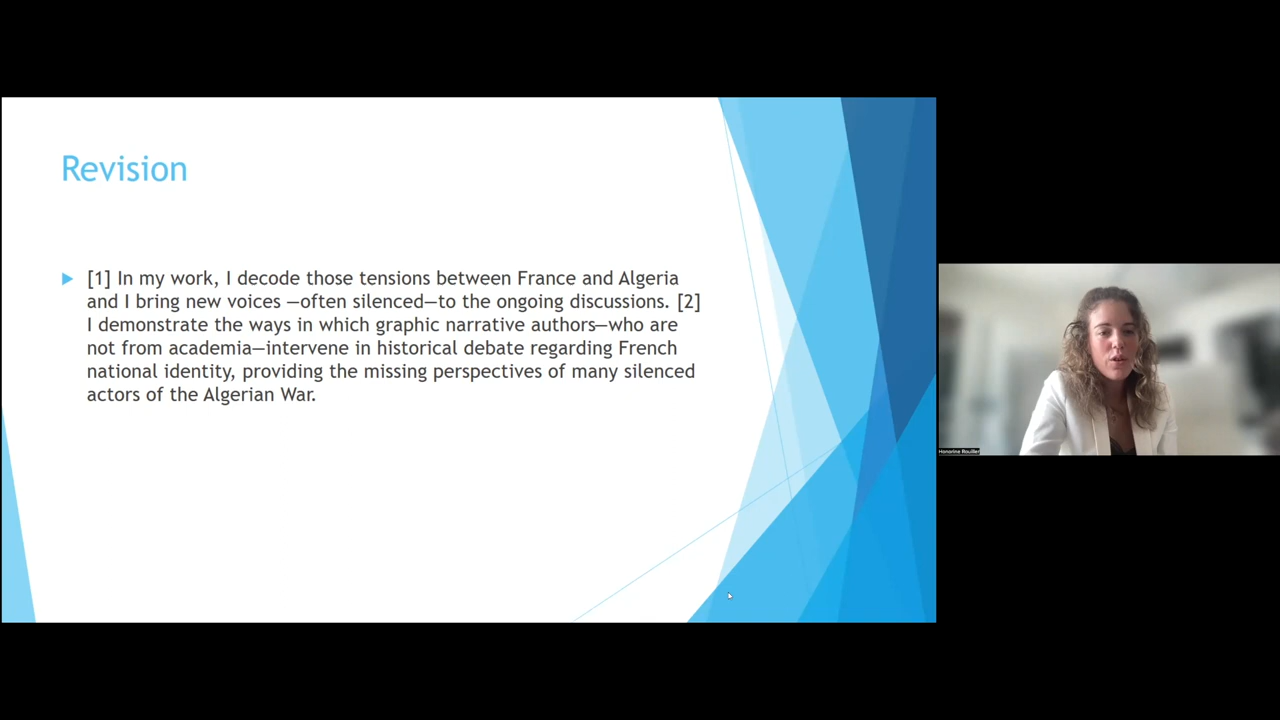 Revision
[1] In my work, I decode those tensions between France and Algeria
and I bring new voices —often silenced—to the ongoing discussions. [2]
I demonstrate the ways in which graphic narrative authors—who are
not from academia—intervene in historical debate regarding French
national identity, providing the missing perspectives of many silenced
actors of the Algerian War.
Honorine Rouiller